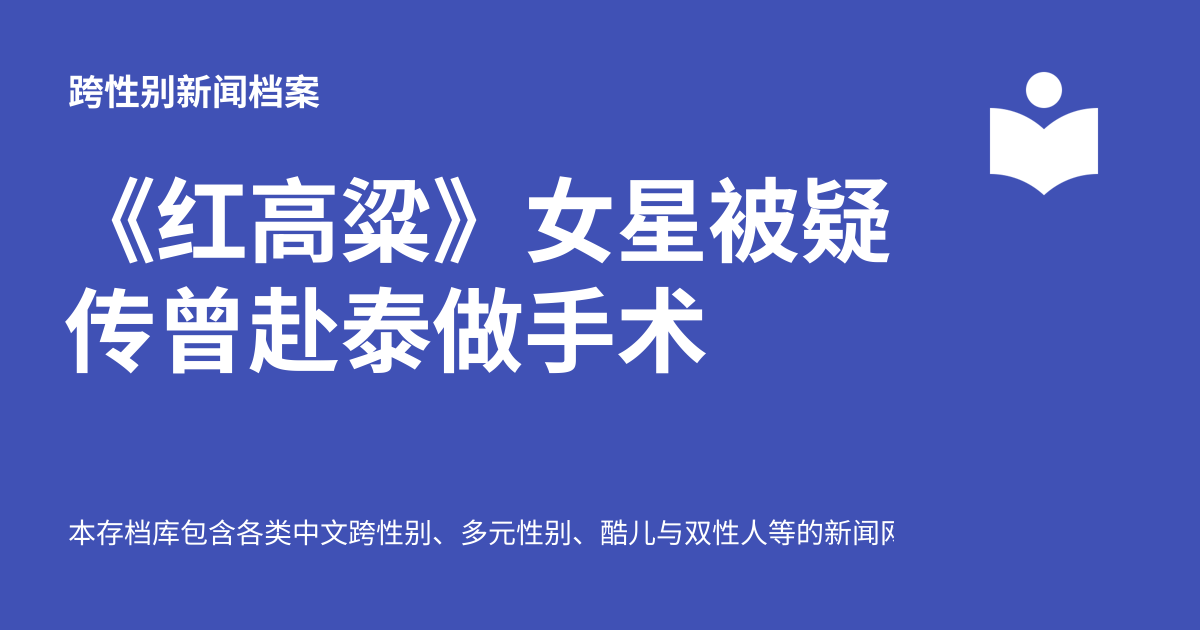 跨性别新闻档案
《红高粱》女星被疑
传曾赴泰做手术
本存档库包含各类中文跨性别、多元性别、酷儿与双性人等的新闻